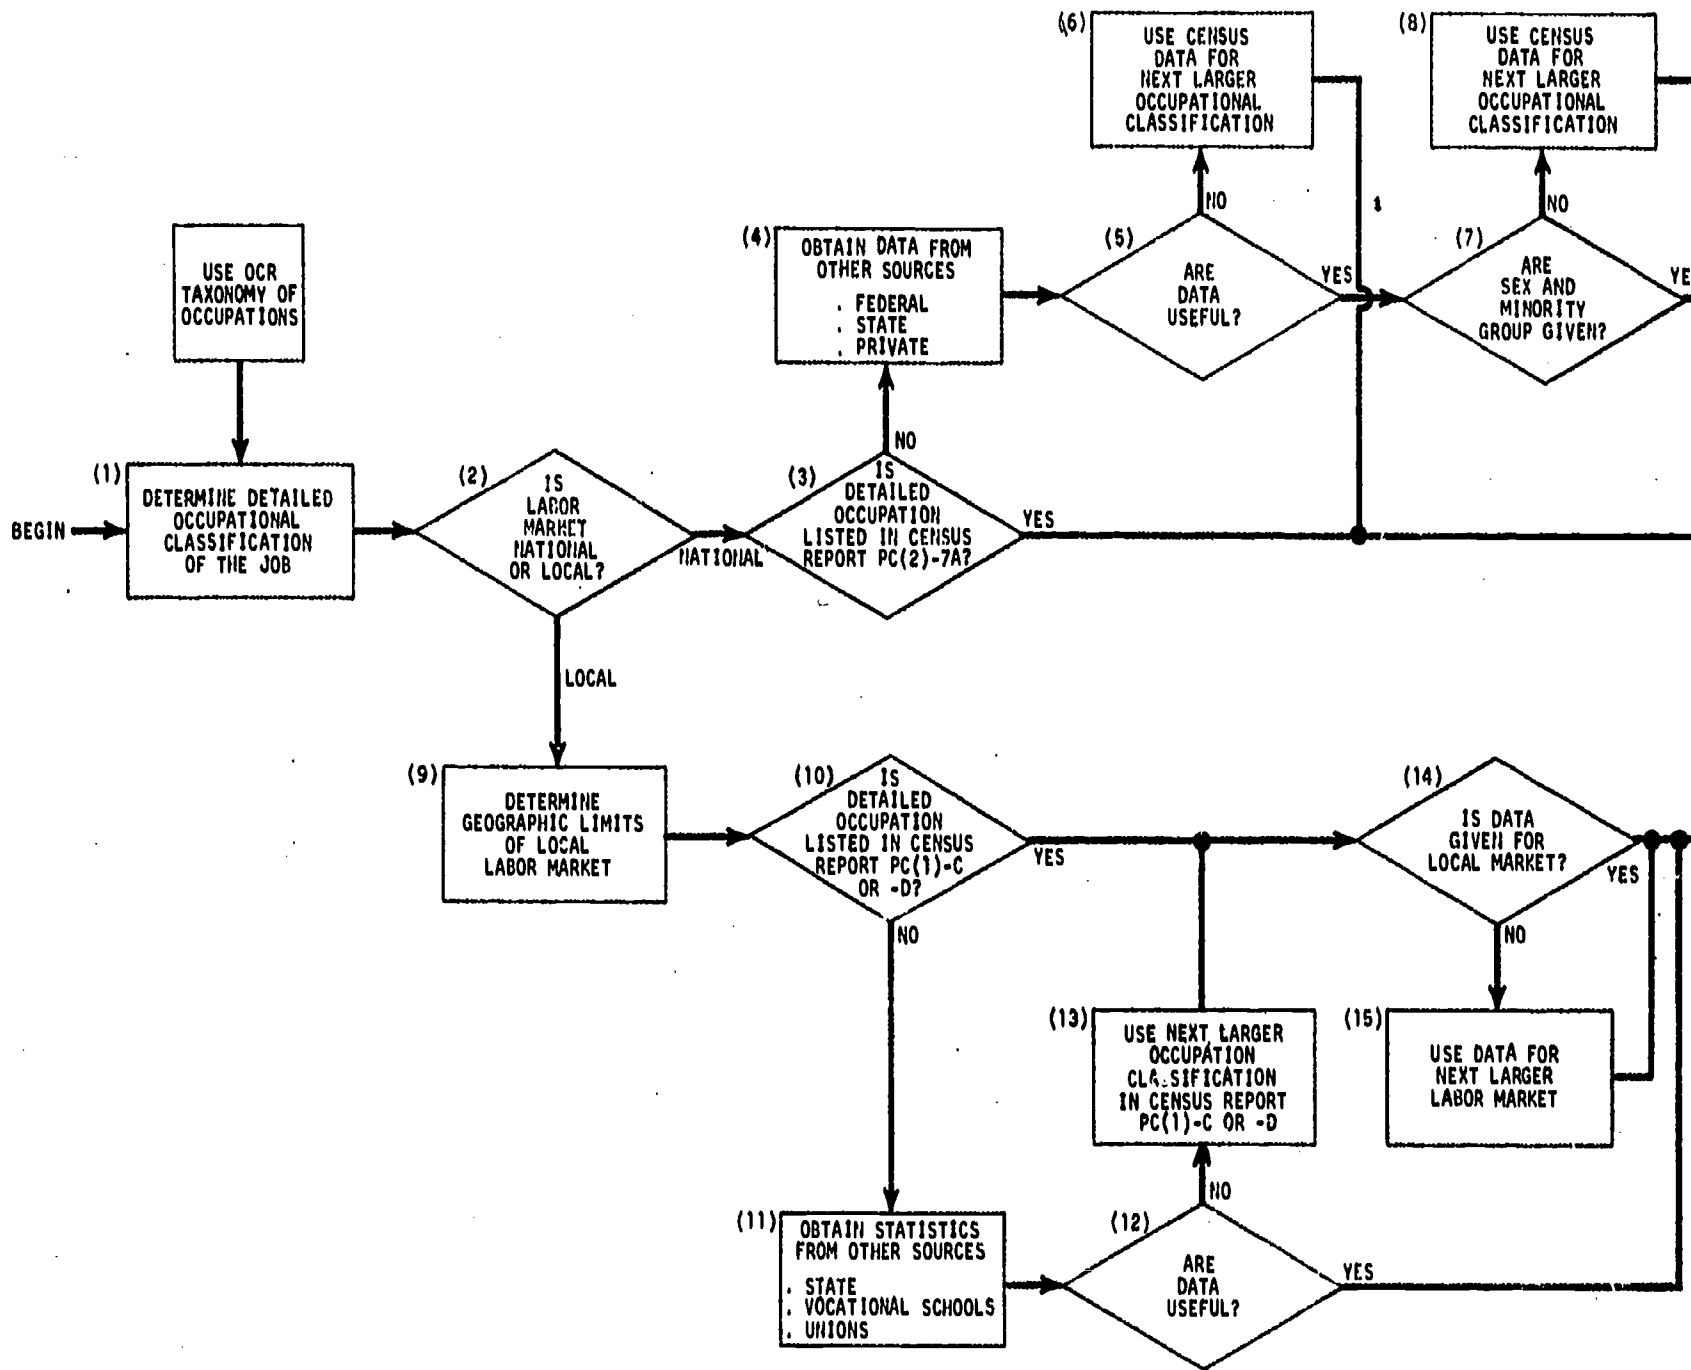 (6)
USE CENSUS
DATA FOR
NEXT LARGER
OCCUPATIONAL
CLASSIFICATION
(8)
USE CENSUS
DATA FOR
NEXT LARGER
OCCUPATIONAL
CLASSIFICATION
NO
NO
USE OCR
TAXONOMY OF
OCCUPATIONS
(4)
OBTAIN DATA FROM
OTHER SOURCES
. FEDERAL
. STATE
. PRIVATE
(5)
ARE
DATA
USEFUL?
YES
(7)
ARE
SEX AND
MINORITY
GROUP GIVEN?
YE
NO
BEGIN
(1)
DETERMINE DETAILED
OCCUPATIONAL
CLASSIFICATION
OF THE JOB
(2)
IS
LABOR
MARKET
NATIONAL
OR LOCAL?
NATIONAL
(3)
IS
DETAILED
OCCUPATION
LISTED IN CENSUS
REPORT PC(2)-7A?
YES
LOCAL
(9)
DETERMINE
GEOGRAPHIC LIMITS
OF LOCAL
LABOR MARKET
(10)
IS
DETAILED
OCCUPATION
LISTED IN CENSUS
REPORT PC(1)-C
OR -D?
YES
NO
(14)
IS DATA
GIVEN FOR
LOCAL MARKET?
YES
NO
(13)
USE NEXT LARGER
OCCUPATION
CLASSIFICATION
IN CENSUS REPORT
PC(1)-C OR -D
(15)
USE DATA FOR
NEXT LARGER
LABOR MARKET
NO
(11)
OBTAIN STATISTICS
FROM OTHER SOURCES
. STATE
. VOCATIONAL SCHOOLS
. UNIONS
(12)
ARE
DATA
USEFUL?
YES